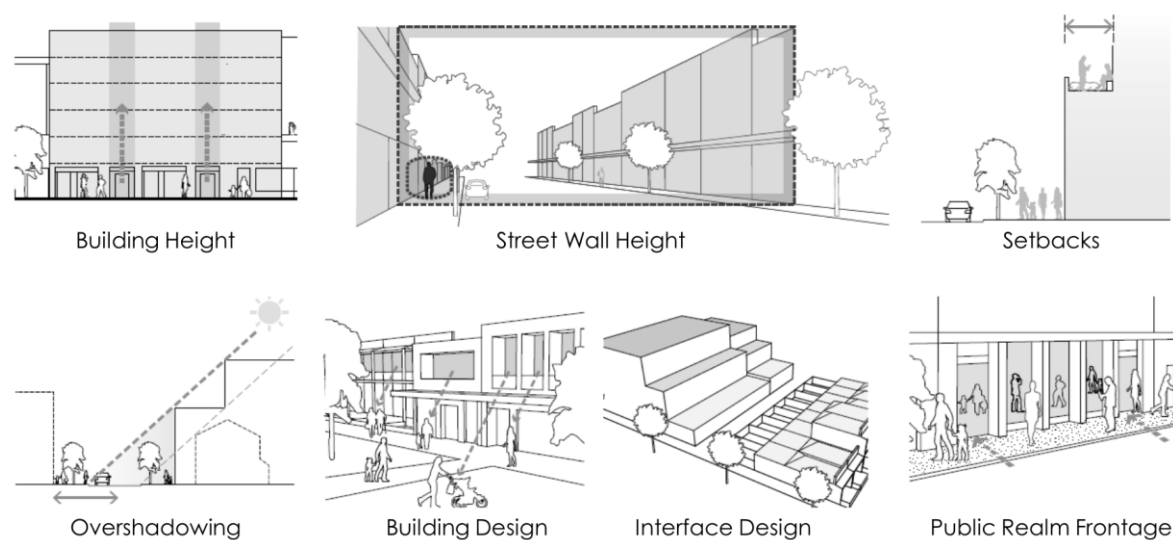 Building Height
Street Wall Height
Setbacks
Overshadowing
Building Design
Interface Design
Public Realm Frontage